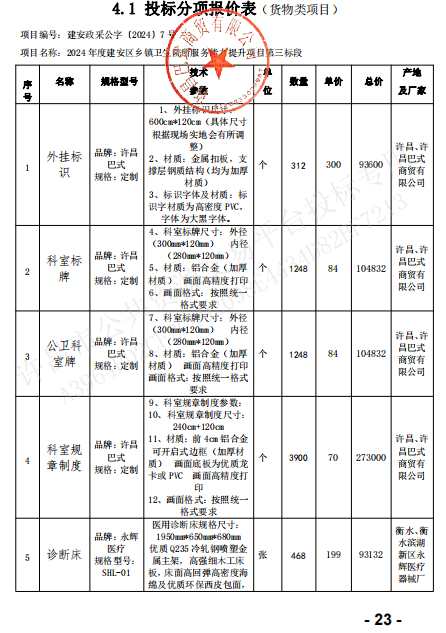 4.1 投标分项报价表（货物类项目）
项目编号：建安政采公字【2024】7号
项目名称：2024年度建安区乡镇卫生院服务能力提升项目第三标段
序号 名称 规格型号 技术参数 单位 数量 单价 总价 产地及厂家
1 外挂标识 品牌：许昌巴式 规格：定制
1、外挂标识尺寸：
600cm*120cm（具体尺寸
根据现场实地会有所调
整）
2、材质：金属扣板，支
撑层钢质结构（均为加厚
材质）
3、标识字体及材质：标
识字材质为高密度 PVC，
字体为大黑字体。
个 312 300 93600 许昌、许昌巴式商贸有限公司
2 科室标牌 品牌：许昌巴式 规格：定制
4、科室标牌尺寸：外径
（300mm*120mm） 内径
（280mm*120mm）
5、材质：铝合金（加厚
材质） 画面高精度打印
6、画面格式：按照统一
格式要求
个 1248 84 104832 许昌、许昌巴式商贸有限公司
3 公卫科室牌 品牌：许昌巴式 规格：定制
7、科室标牌尺寸：外径
（300mm*120mm） 内径
（280mm*120mm）
8、材质：铝合金（加厚
材质） 画面高精度打印
画面格式：按照统一格式
要求
个 1248 84 104832 许昌、许昌巴式商贸有限公司
4 科室规章制度 品牌：许昌巴式 规格：定制
9、科室规章制度参数：
10、科室规章制度尺寸：
240cm*120cm
11、材质：前 4cm 铝合金
可开启式边框（加厚材
质） 画面底板为优质龙
卡或 PVC 画面高精度打
印
12、画面格式：按照统一
格式要求
个 3900 70 273000 许昌、许昌巴式商贸有限公司
5 诊断床 品牌：永辉医疗 规格型号：SHL-01
医用诊断床规格尺寸：
1950mm*650mm*680mm
优质 Q235 冷轧钢喷塑金
属主架，高强细木工床
板，床面高回弹高密度海
绵及优质环保西皮包面，
张 468 199 93132 衡水、衡水滨湖新区永辉医疗器械厂
- 23 -